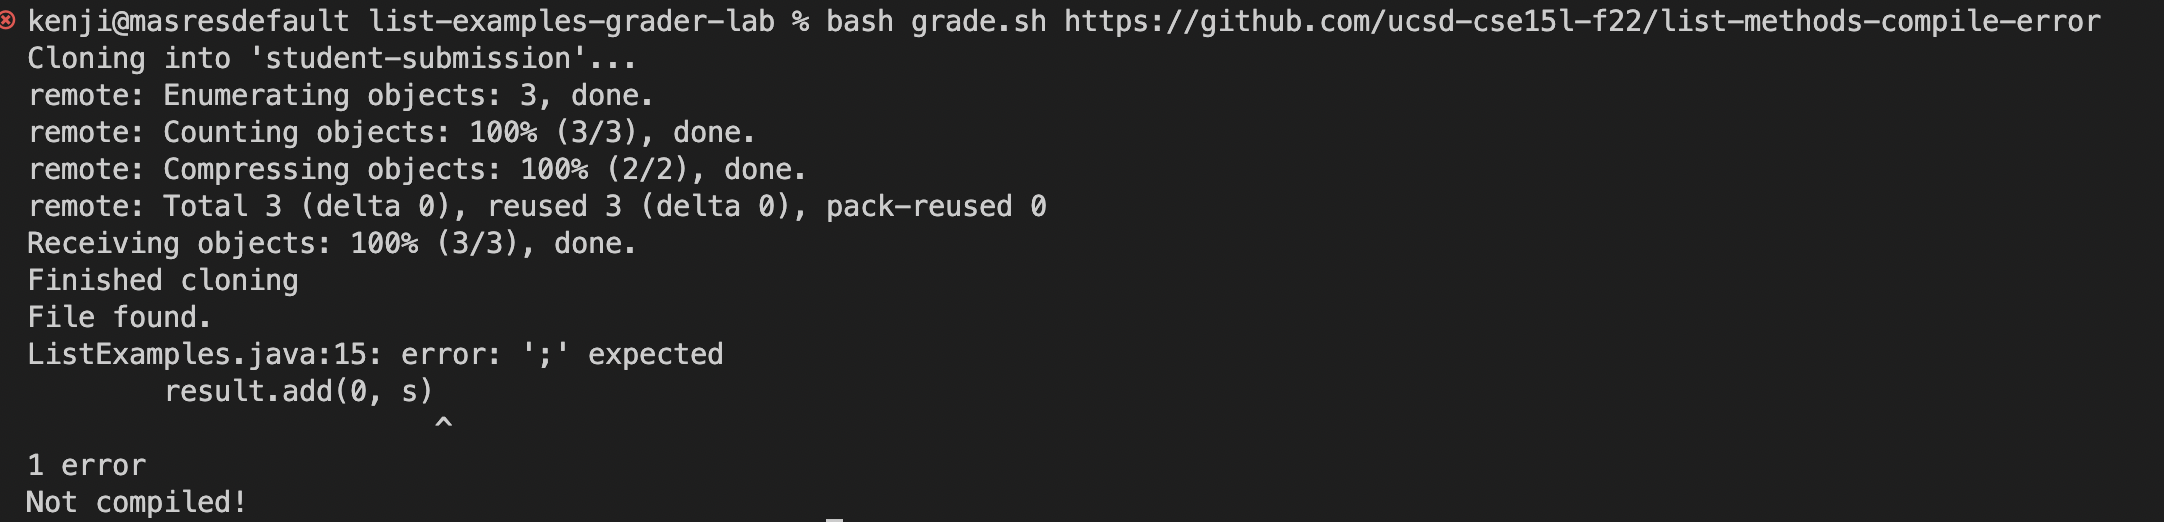 kenji@masresdefault list-examples-grader-lab % bash grade.sh https://github.com/ucsd-cse15l-f22/list-methods-compile-error
Cloning into 'student-submission'...
remote: Enumerating objects: 3, done.
remote: Counting objects: 100% (3/3), done.
remote: Compressing objects: 100% (2/2), done.
remote: Total 3 (delta 0), reused 3 (delta 0), pack-reused 0
Receiving objects: 100% (3/3), done.
Finished cloning
File found.
ListExamples.java:15: error: ';' expected
        result.add(0, s)
                        ^
1 error
Not compiled!